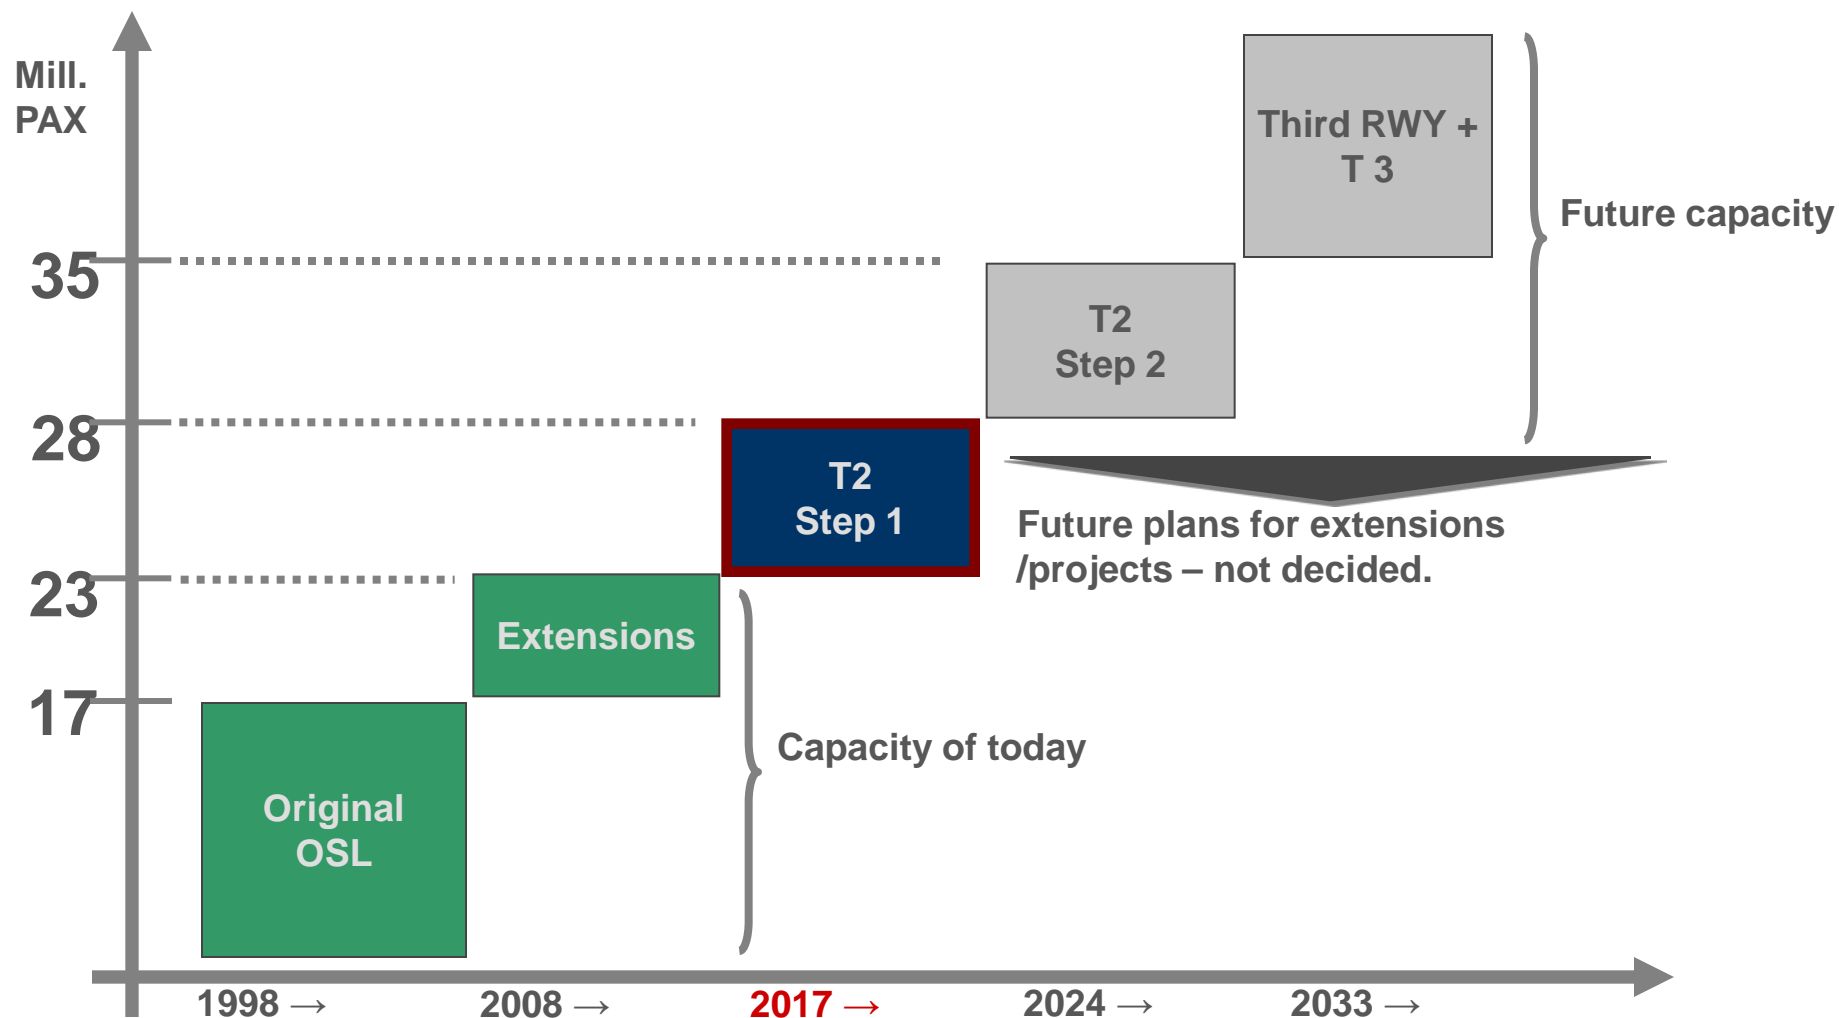 Mill.
PAX
Third RWY +
T 3
Future capacity
35
T2
Step 2
28
T2
Step 1
Future plans for extensions
/projects – not decided.
23
Extensions
17
Capacity of today
Original
OSL
1998 → 2008 → 2017 → 2024 → 2033 →